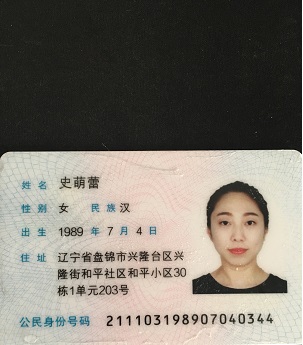 姓名 史萌蕾
性别 女 民族 汉
出生 1989 年 7 月 4 日
住址 辽宁省盘锦市兴隆台区兴
隆街和平社区和平小区30
栋1单元203号
公民身份号码 211103198907040344